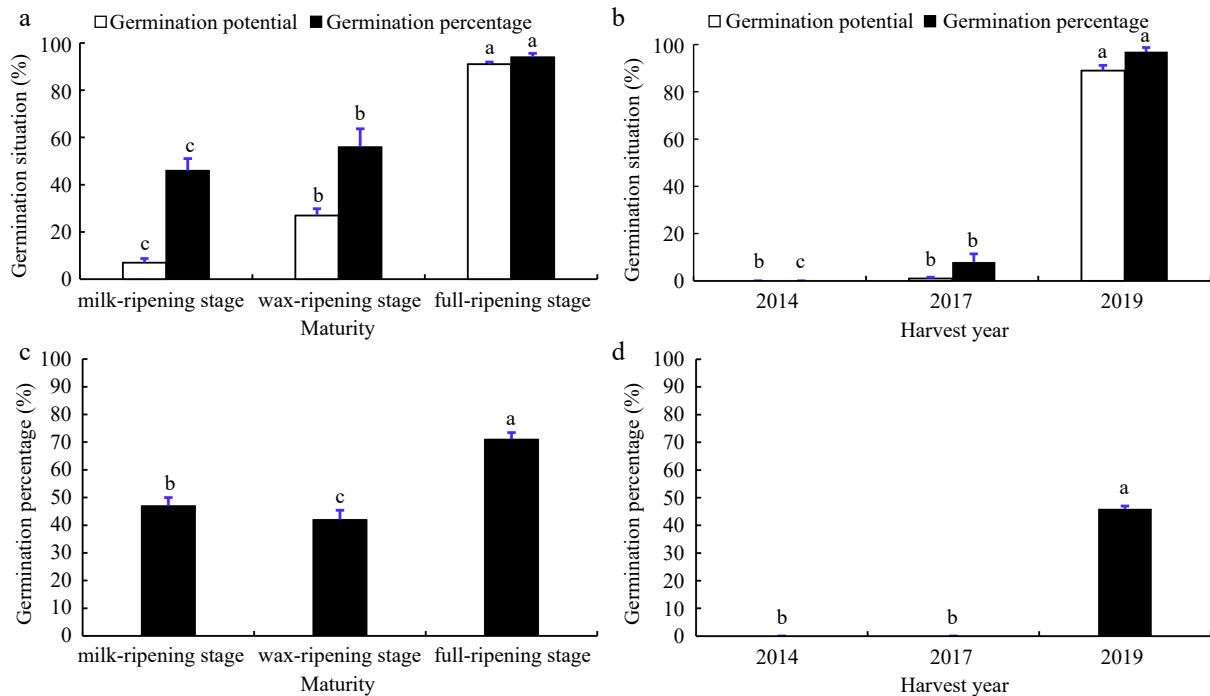 a
Germination potential Germination percentage
Germination situation (%)
100
80
60
40
20
0
c
c
b
b
a
a
milk-ripening stage wax-ripening stage full-ripening stage
Maturity
b
Germination potential Germination percentage
Germination situation (%)
100
80
60
40
20
0
b
c
b
b
a
a
2014 2017 2019
Harvest year
c
Germination percentage (%)
100
90
80
70
60
50
40
30
20
10
0
b
c
a
milk-ripening stage wax-ripening stage full-ripening stage
Maturity
d
Germination percentage (%)
100
90
80
70
60
50
40
30
20
10
0
b
b
a
2014 2017 2019
Harvest year